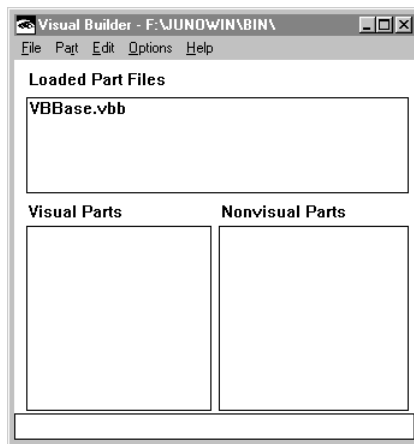 Visual Builder - F:\JUNOWIN\BIN\
File Part Edit Options Help
Loaded Part Files
VBBase.vbb
Visual Parts Nonvisual Parts